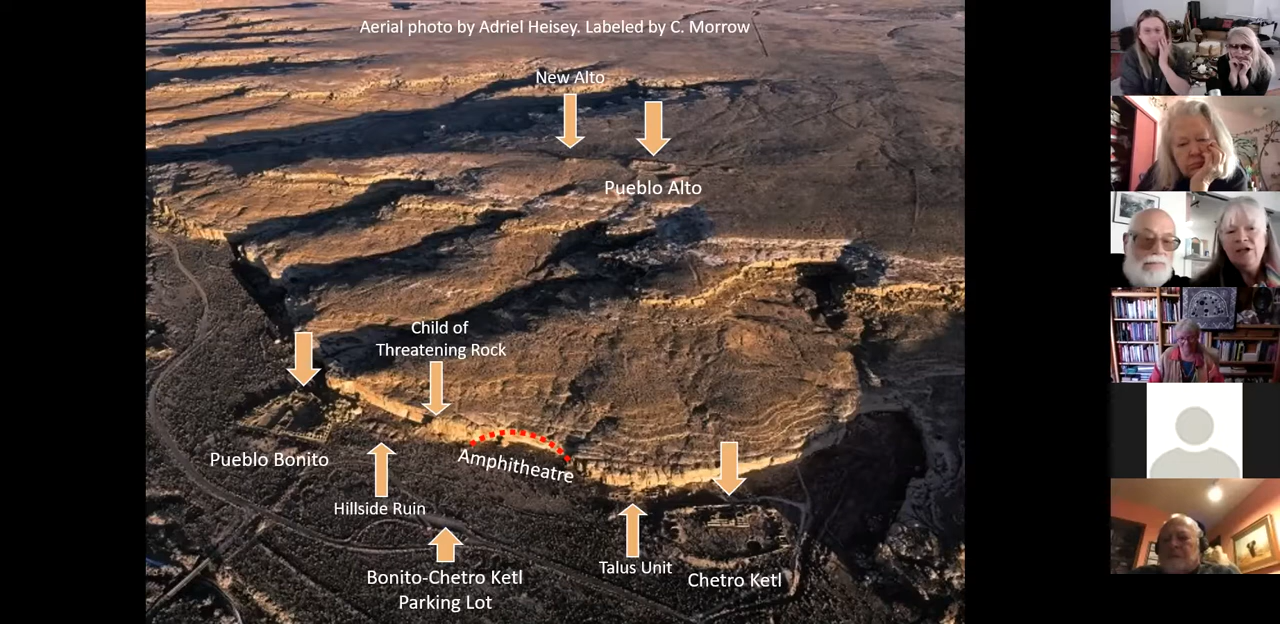 Aerial photo by Adriel Heisey. Labeled by C. Morrow
New Alto
Pueblo Alto
Child of
Threatening Rock
Pueblo Bonito
Amphitheatre
Hillside Ruin
Talus Unit
Chetro Ketl
Bonito-Chetro Ketl
Parking Lot